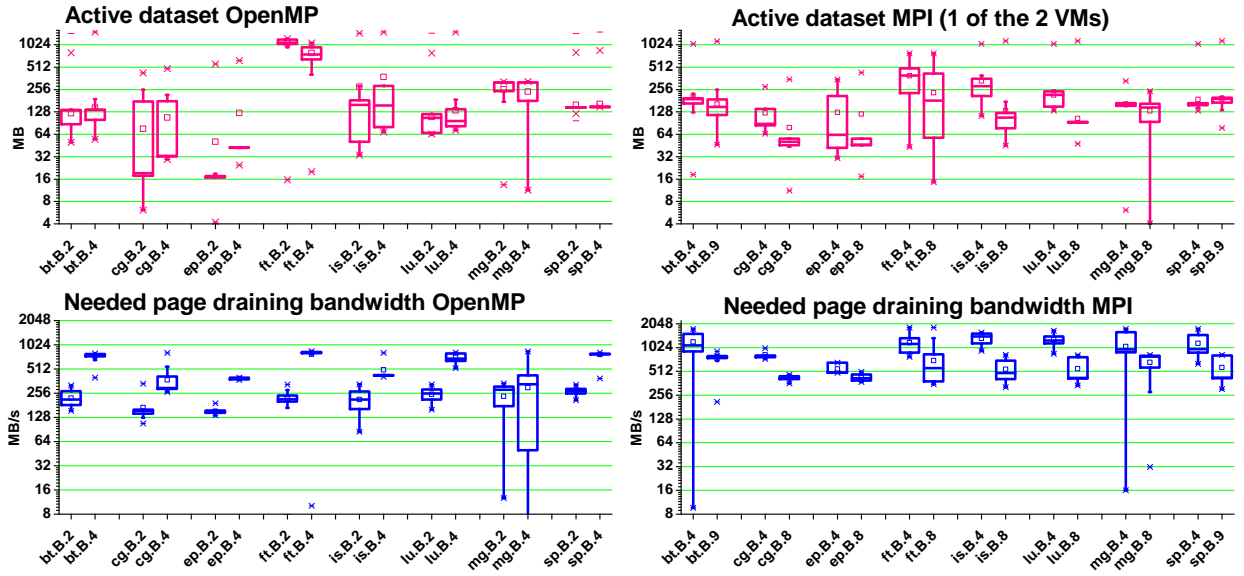 Active dataset OpenMP
1024
512
256
128
64
32
16
8
4
MB
bt.B.2
bt.B.4
cg.B.2
cg.B.4
ep.B.2
ep.B.4
ft.B.2
ft.B.4
is.B.2
is.B.4
lu.B.2
lu.B.4
mg.B.2
mg.B.4
sp.B.2
sp.B.4
Active dataset MPI (1 of the 2 VMs)
1024
512
256
128
64
32
16
8
4
MB
bt.B.4
bt.B.9
cg.B.4
cg.B.8
ep.B.4
ep.B.8
ft.B.4
ft.B.8
is.B.4
is.B.8
lu.B.4
lu.B.8
mg.B.4
mg.B.8
sp.B.4
sp.B.9
Needed page draining bandwidth OpenMP
2048
1024
512
256
128
64
32
16
8
MB/s
bt.B.2
bt.B.4
cg.B.2
cg.B.4
ep.B.2
ep.B.4
ft.B.2
ft.B.4
is.B.2
is.B.4
lu.B.2
lu.B.4
mg.B.2
mg.B.4
sp.B.2
sp.B.4
Needed page draining bandwidth MPI
2048
1024
512
256
128
64
32
16
8
MB/s
bt.B.4
bt.B.9
cg.B.4
cg.B.8
ep.B.4
ep.B.8
ft.B.4
ft.B.8
is.B.4
is.B.8
lu.B.4
lu.B.8
mg.B.4
mg.B.8
sp.B.4
sp.B.9